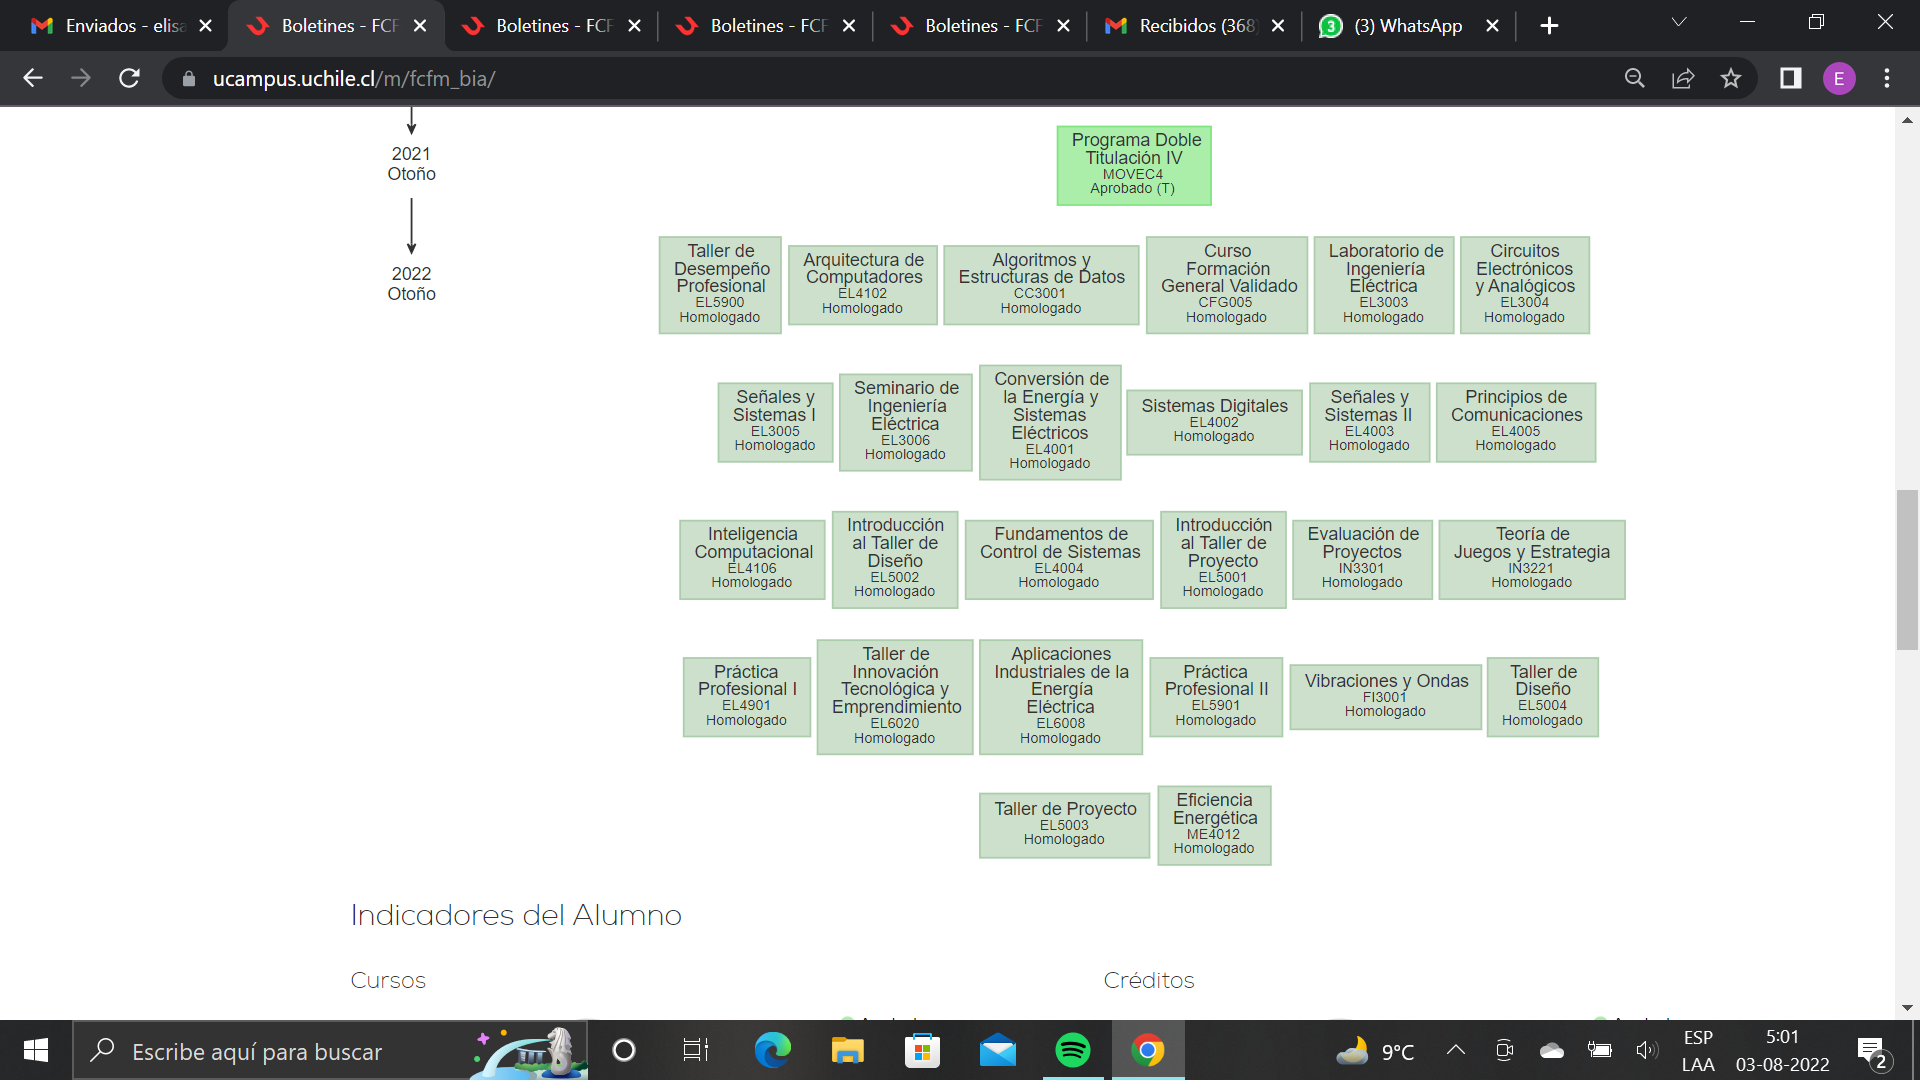 Enviados - elisa
Boletines - FCF
Boletines - FCF
Boletines - FCF
Boletines - FCF
Recibidos (368)
(3) WhatsApp
ucampus.uchile.cl/m/fcfm_bia/
E
2021
Otoño
Programa Doble
Titulación IV
MOVEC4
Aprobado (T)
2022
Otoño
Taller de
Desempeño
Profesional
EL5900
Homologado
Arquitectura de
Computadores
EL4102
Homologado
Algoritmos y
Estructuras de Datos
CC3001
Homologado
Curso
Formación
General Validado
CFG005
Homologado
Laboratorio de
Ingeniería
Eléctrica
EL3003
Homologado
Circuitos
Electrónicos
y Analógicos
EL3004
Homologado
Señales y
Sistemas I
EL3005
Homologado
Seminario de
Ingeniería
Eléctrica
EL3006
Homologado
Conversión de
la Energía y
Sistemas
Eléctricos
EL4001
Homologado
Sistemas Digitales
EL4002
Homologado
Señales y
Sistemas II
EL4003
Homologado
Principios de
Comunicaciones
EL4005
Homologado
Inteligencia
Computacional
EL4106
Homologado
Introducción
al Taller de
Diseño
EL5002
Homologado
Fundamentos de
Control de Sistemas
EL4004
Homologado
Introducción
al Taller de
Proyecto
EL5001
Homologado
Evaluación de
Proyectos
IN3301
Homologado
Teoría de
Juegos y Estrategia
IN3221
Homologado
Práctica
Profesional I
EL4901
Homologado
Taller de
Innovación
Tecnológica y
Emprendimiento
EL6020
Homologado
Aplicaciones
Industriales de la
Energía
Eléctrica
EL6008
Homologado
Práctica
Profesional II
EL5901
Homologado
Vibraciones y Ondas
FI3001
Homologado
Taller de
Diseño
EL5004
Homologado
Taller de Proyecto
EL5003
Homologado
Eficiencia
Energética
ME4012
Homologado
Indicadores del Alumno
Cursos
Créditos
Escribe aquí para buscar
9°C
ESP
LAA
5:01
03-08-2022
2